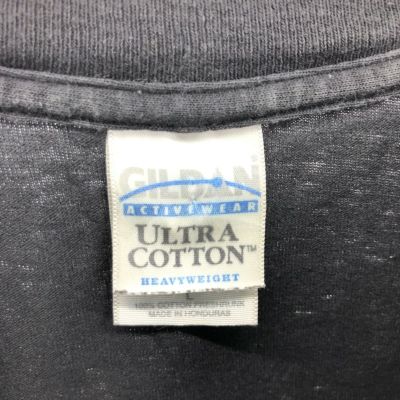 GILDAN
ACTIVEWEAR
ULTRA
COTTON™
HEAVYWEIGHT
L
100% COTTON PRESHRUNK
MADE IN HONDURAS